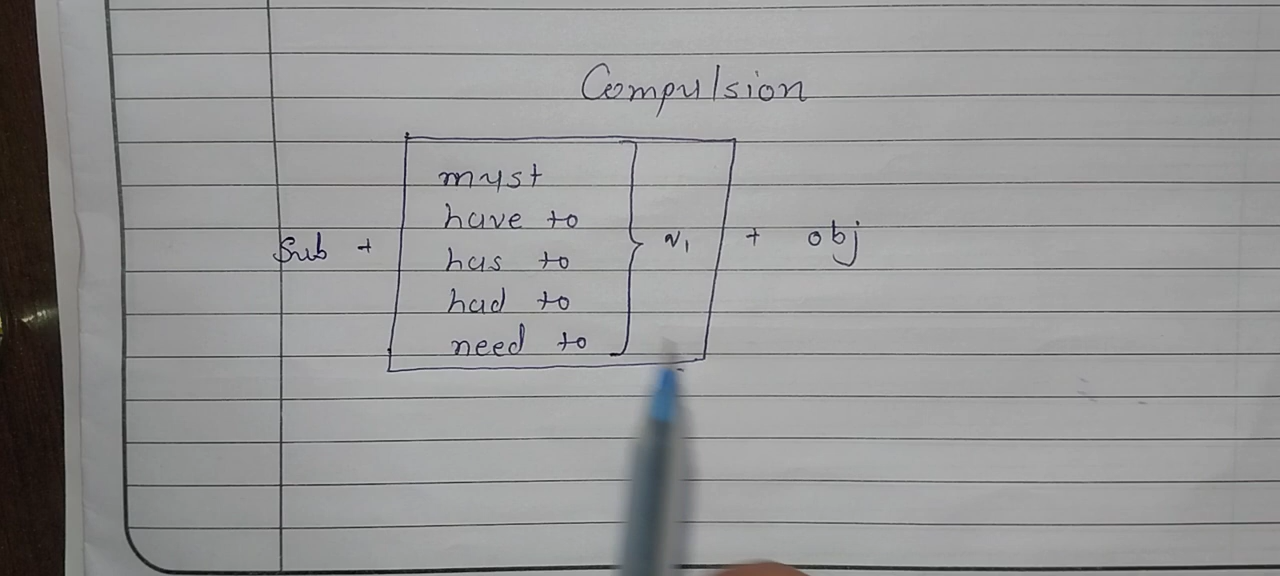 Compulsion
must
have to
Sub + has to } v1 + obj
had to
need to